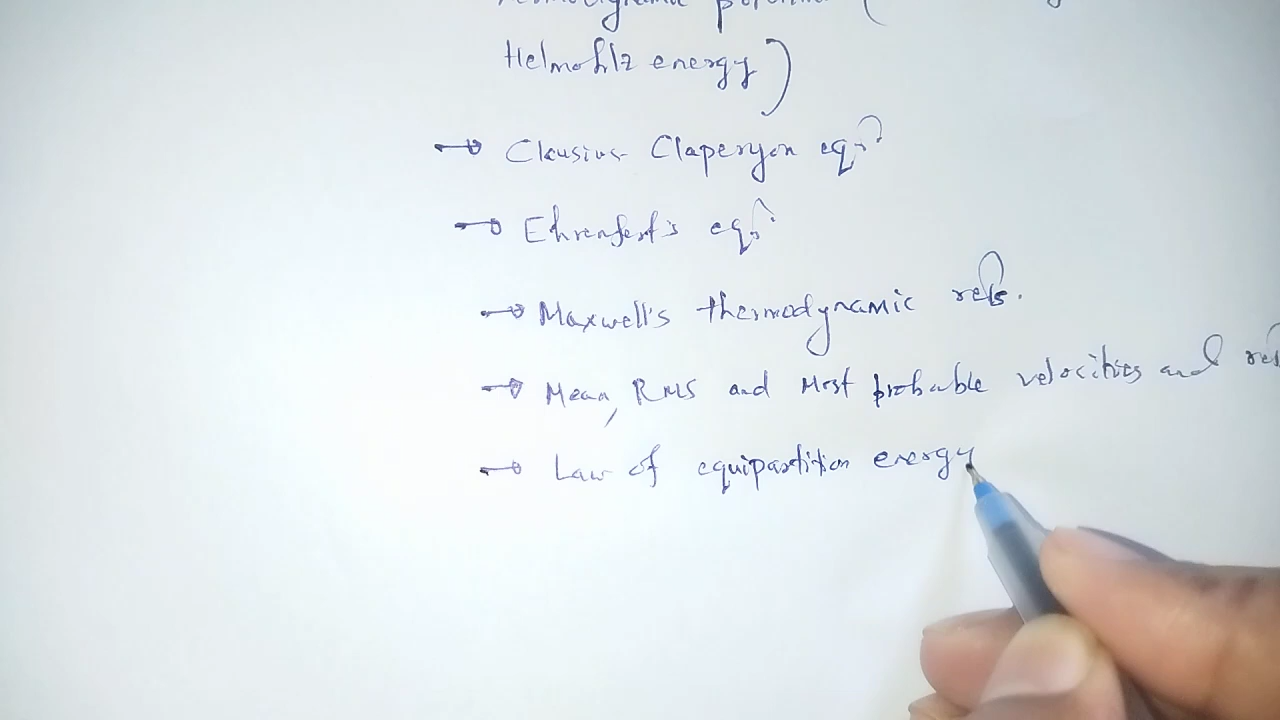 Helmohlz energy)
Clausius- Claperyon eqn
Ehrenfest's eqn
Maxwell's thermodynamic rels.
Mean, RMS and Most probable velocities and
Law of equipartition energy